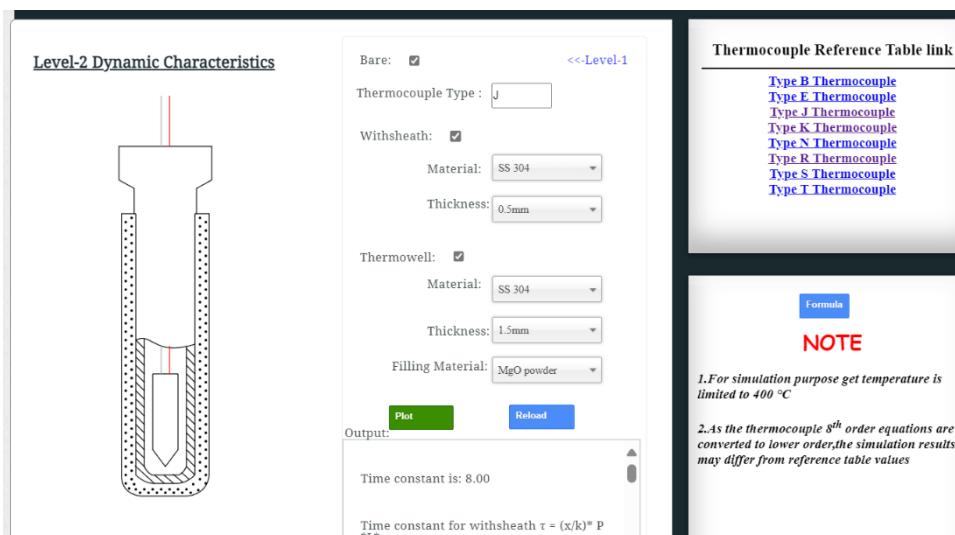 Level-2 Dynamic Characteristics
Bare:
<<-Level-1
Thermocouple Type :
J
Withsheath:
Material:
SS 304
Thickness:
0.5mm
Thermowell:
Material:
SS 304
Thickness:
1.5mm
Filling Material:
MgO powder
Plot
Reload
Output:
Time constant is: 8.00
Time constant for withsheath τ = (x/k)* P
Thermocouple Reference Table link
Type B Thermocouple
Type E Thermocouple
Type J Thermocouple
Type K Thermocouple
Type N Thermocouple
Type R Thermocouple
Type S Thermocouple
Type T Thermocouple
Formula
NOTE
1.For simulation purpose get temperature is
limited to 400 °C
2.As the thermocouple 8th order equations are
converted to lower order,the simulation results
may differ from reference table values